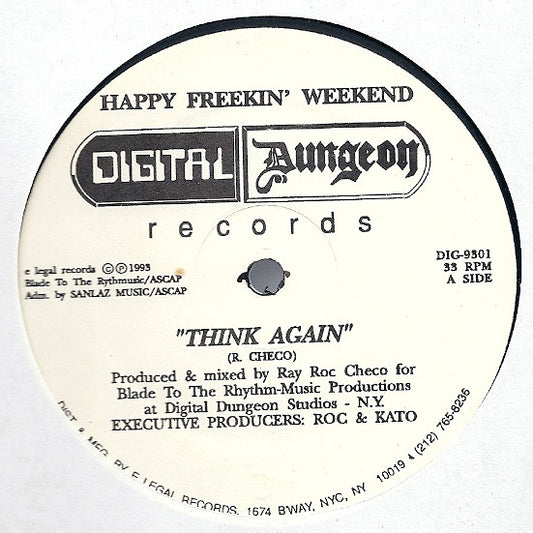 HAPPY FREEKIN' WEEKEND
DIGITAL Dungeon
records
e legal records ©℗1993
Blade To The Rythmusic/ASCAP
Adm. by SANLAZ MUSIC/ASCAP
DIG-9301
33 RPM
A SIDE
"THINK AGAIN"
(R. CHECO)
Produced & mixed by Ray Roc Checo for
Blade To The Rhythm-Music Productions
at Digital Dungeon Studios - N.Y.
EXECUTIVE PRODUCERS: ROC & KATO
DIST & MFG. BY E LEGAL RECORDS, 1674 B'WAY, NYC, NY 10019 (212) 765-8236